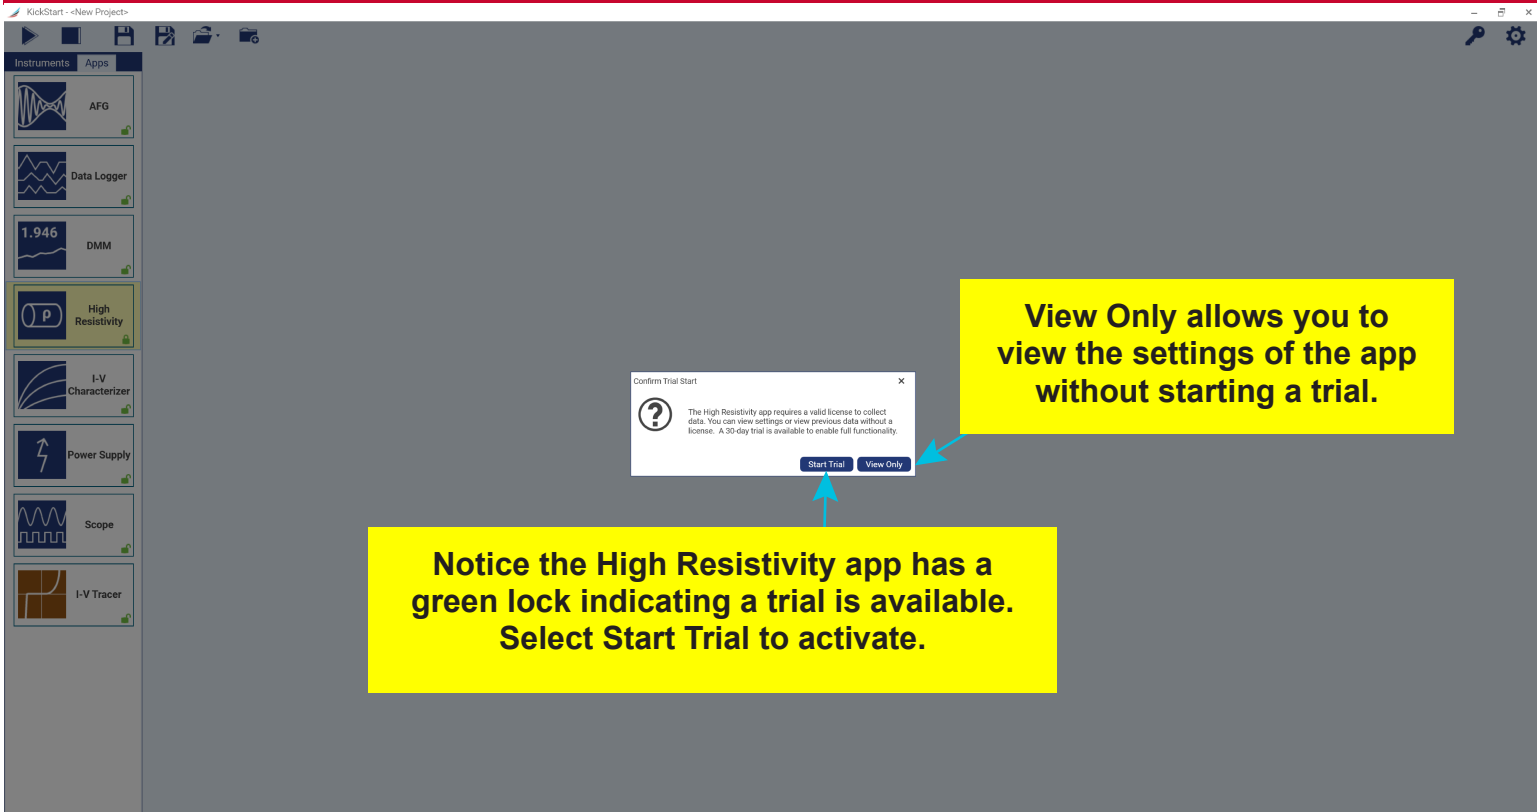 KickStart - <New Project>
Instruments
Apps
AFG
Data Logger
1.946
DMM
ρ
High
Resistivity
I-V
Characterizer
Power Supply
Scope
I-V Tracer
View Only allows you to
view the settings of the app
without starting a trial.
Confirm Trial Start
The High Resistivity app requires a valid license to collect
data. You can view settings or view previous data without a
license. A 30-day trial is available to enable full functionality.
Start Trial
View Only
Notice the High Resistivity app has a
green lock indicating a trial is available.
Select Start Trial to activate.